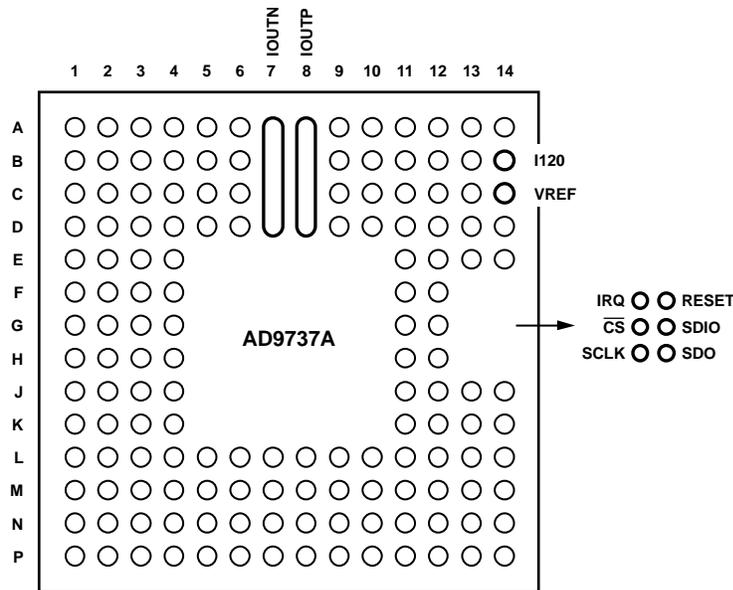 IOUTN
IOUTP
1 2 3 4 5 6 7 8 9 10 11 12 13 14
A
B I120
C VREF
D
E
F IRQ RESET
G AD9737A C̅S̅ SDIO
H SCLK SDO
J
K
L
M
N
P